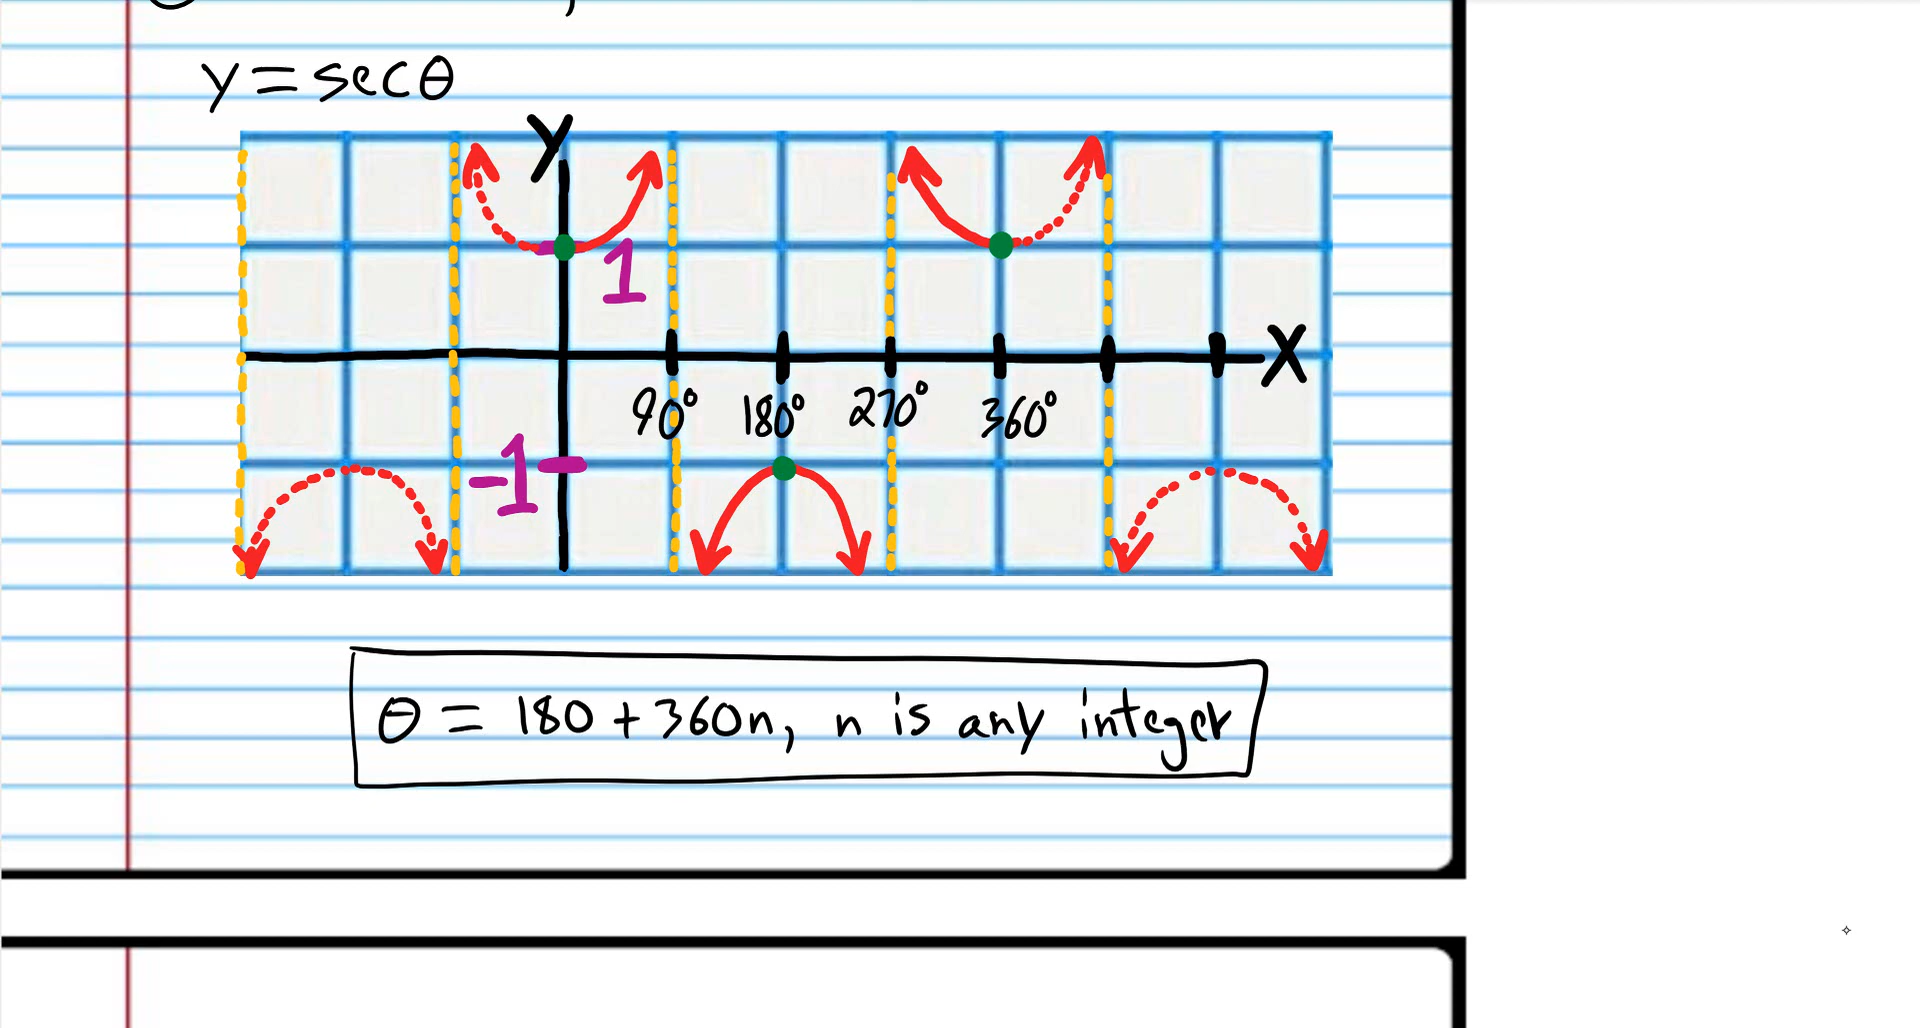 y = secθ
y
1
X
90° 180° 270° 360°
-1
θ = 180 + 360n, n is any integer